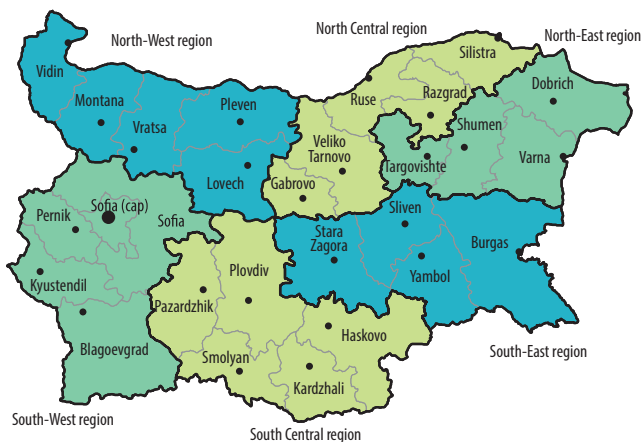 North-West region
North Central region
North-East region
Silistra
Vidin
Dobrich
Montana
Pleven
Ruse
Razgrad
Vratsa
Shumen
Veliko
Tarnovo
Varna
Targovishte
Lovech
Gabrovo
Sofia (cap)
Pernik
Sofia
Sliven
Stara
Zagora
Burgas
Plovdiv
Kyustendil
Yambol
Pazardzhik
Haskovo
Blagoevgrad
Smolyan
South-East region
Kardzhali
South-West region
South Central region